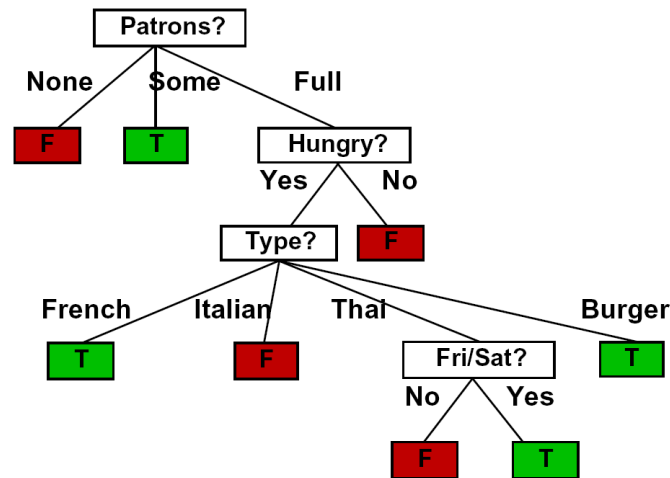 Patrons?
None Some Full
F T Hungry?
Yes No
Type? F
French Italian Thai Burger
T F Fri/Sat? T
No Yes
F T